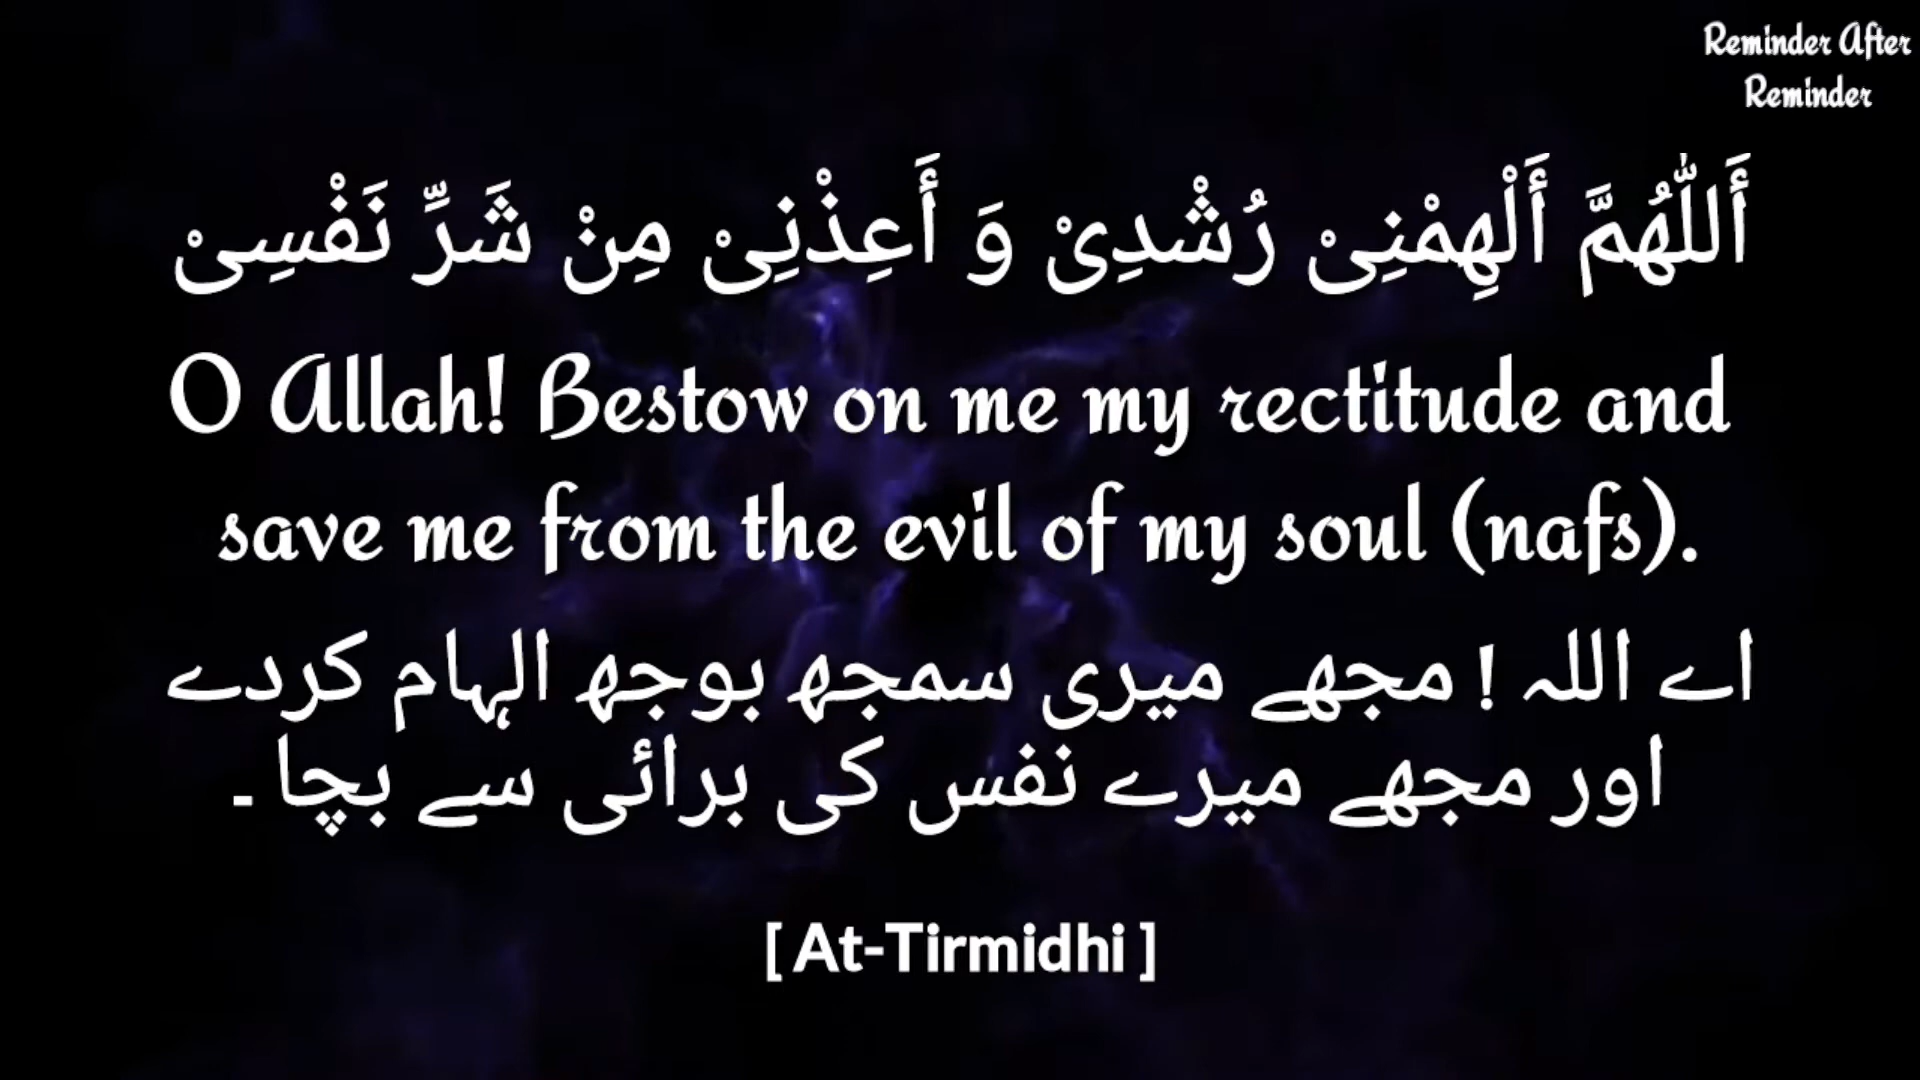 Reminder After
Reminder
أَللّٰهُمَّ أَلْهِمْنِىْ رُشْدِىْ وَ أَعِذْنِىْ مِنْ شَرِّ نَفْسِىْ
O Allah! Bestow on me my rectitude and
save me from the evil of my soul (nafs).
اے اللہ ! مجھے میری سمجھ بوجھ الہام کردے
اور مجھے میرے نفس کی برائی سے بچا ۔
[ At-Tirmidhi ]